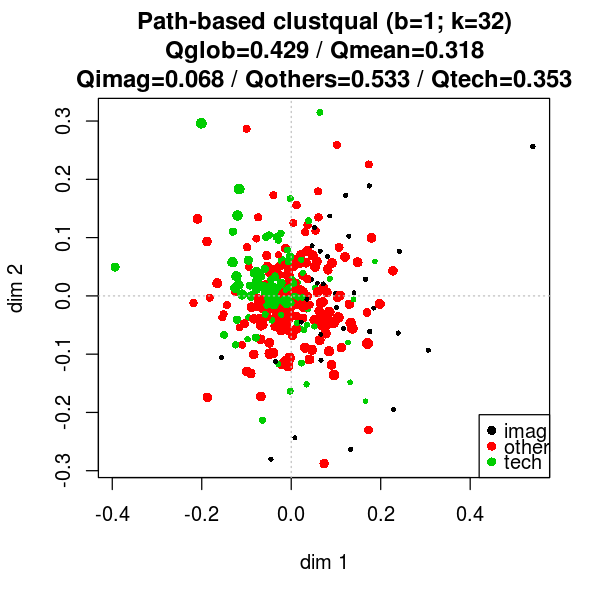 Path-based clustqual (b=1; k=32)
Qglob=0.429 / Qmean=0.318
Qimag=0.068 / Qothers=0.533 / Qtech=0.353
0.3
0.2
0.1
0.0
-0.1
-0.2
-0.3
dim 2
imag
other
tech
-0.4
-0.2
0.0
0.2
0.4
dim 1